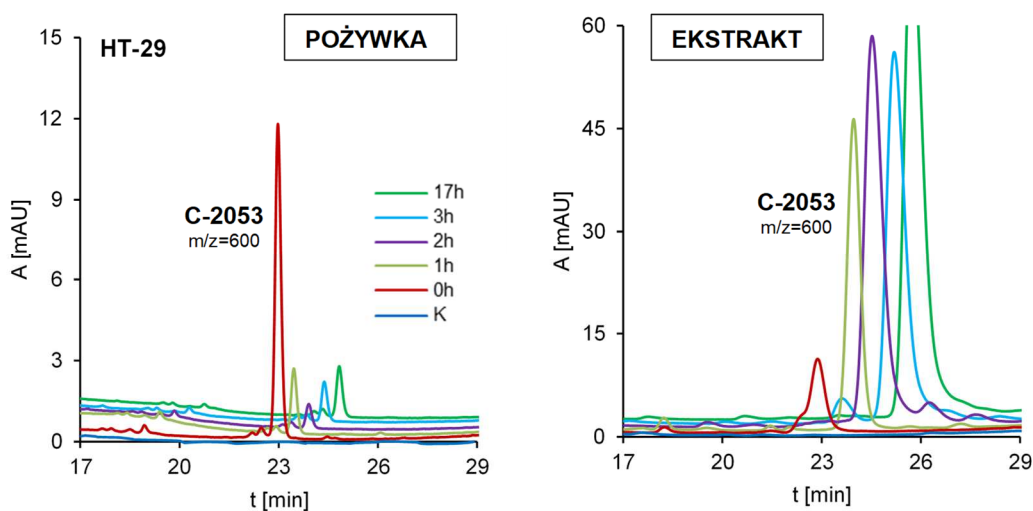 HT-29
POŻYWKA
A [mAU]
15
12
9
6
3
0
C-2053
m/z=600
17h
3h
2h
1h
0h
K
17 20 23 26 29
t [min]
EKSTRAKT
A [mAU]
60
45
30
15
0
C-2053
m/z=600
17 20 23 26 29
t [min]